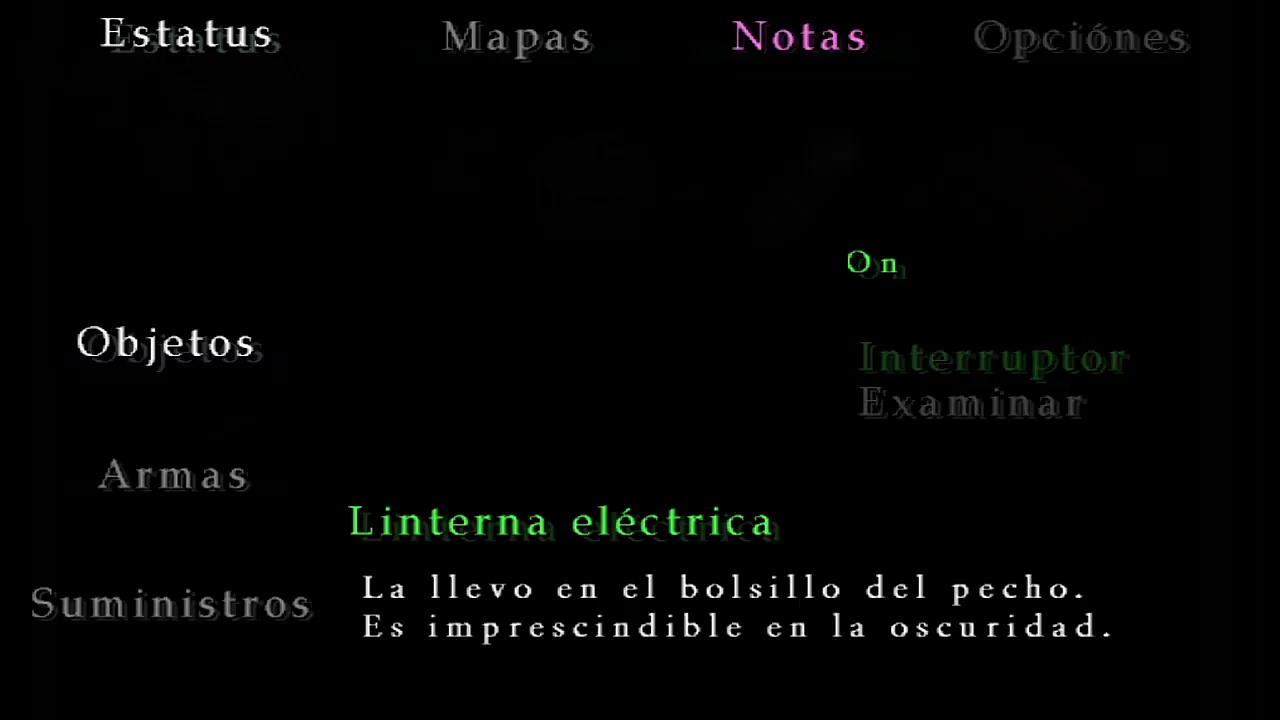 Estatus
Mapas
Notas
Opciónes
On
Objetos
Interruptor
Examinar
Armas
Linterna eléctrica
La llevo en el bolsillo del pecho.
Suministros
Es imprescindible en la oscuridad.